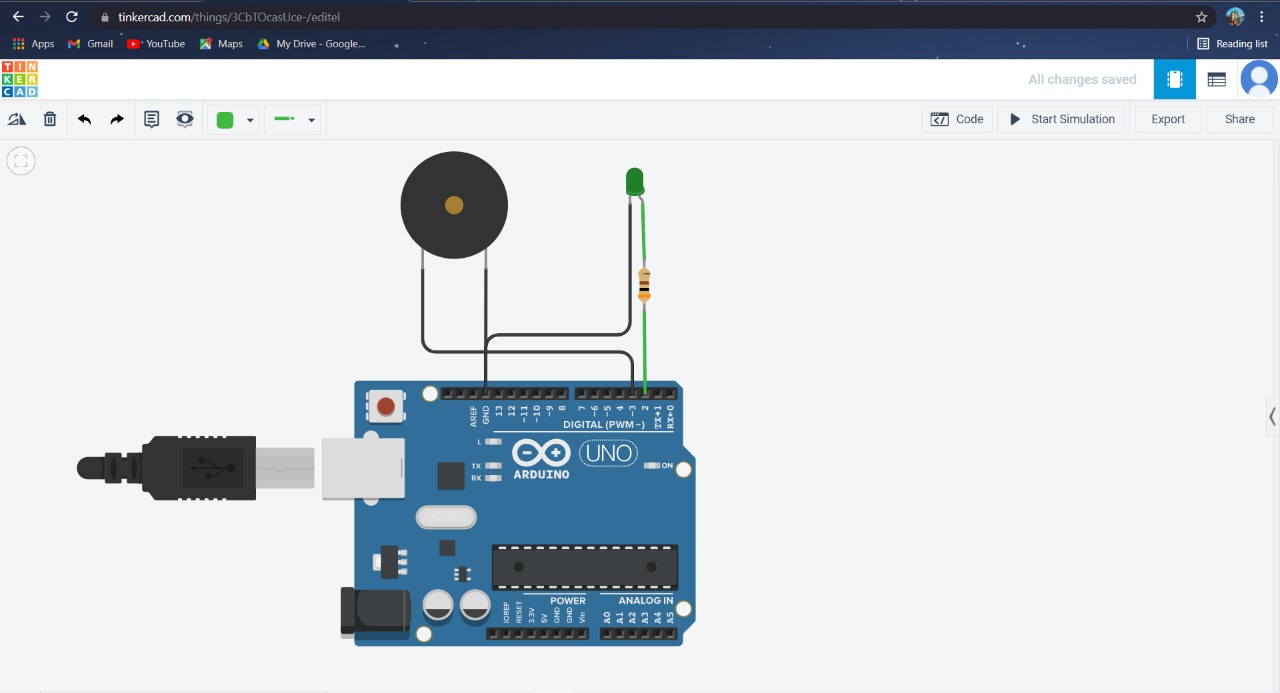 tinkercad.com/things/3CbTOcasUce-/editel
Apps Gmail YouTube Maps My Drive - Google... Reading list
TIN
KER
CAD
All changes saved
Code Start Simulation Export Share
AREF GND 13 12 ~11 ~10 ~9 8 7 ~6 ~5 4 ~3 2 TX→1 RX←0
DIGITAL (PWM~)
L
TX
RX
UNO
ARDUINO
ON
POWER ANALOG IN
IOREF RESET 3.3V 5V GND GND Vin A0 A1 A2 A3 A4 A5